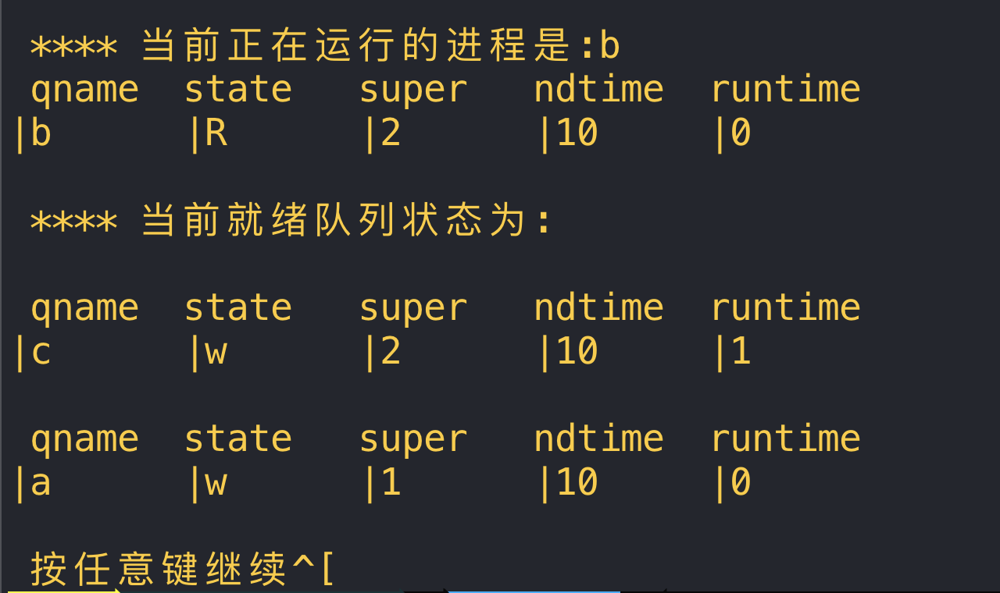 **** 当前正在运行的进程是:b
qname state super ndtime runtime
|b |R |2 |10 |0
**** 当前就绪队列状态为:
qname state super ndtime runtime
|c |w |2 |10 |1
qname state super ndtime runtime
|a |w |1 |10 |0
按任意键继续^[